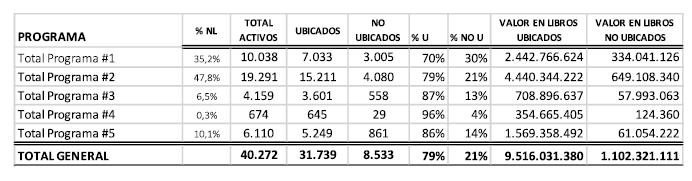 PROGRAMA % NL TOTAL ACTIVOS UBICADOS NO UBICADOS % U % NO U VALOR EN LIBROS UBICADOS VALOR EN LIBROS NO UBICADOS
Total Programa #1 35,2% 10.038 7.033 3.005 70% 30% 2.442.766.624 334.041.126
Total Programa #2 47,8% 19.291 15.211 4.080 79% 21% 4.440.344.222 649.108.340
Total Programa #3 6,5% 4.159 3.601 558 87% 13% 708.896.637 57.993.063
Total Programa #4 0,3% 674 645 29 96% 4% 354.665.405 124.360
Total Programa #5 10,1% 6.110 5.249 861 86% 14% 1.569.358.492 61.054.222
TOTAL GENERAL 40.272 31.739 8.533 79% 21% 9.516.031.380 1.102.321.111